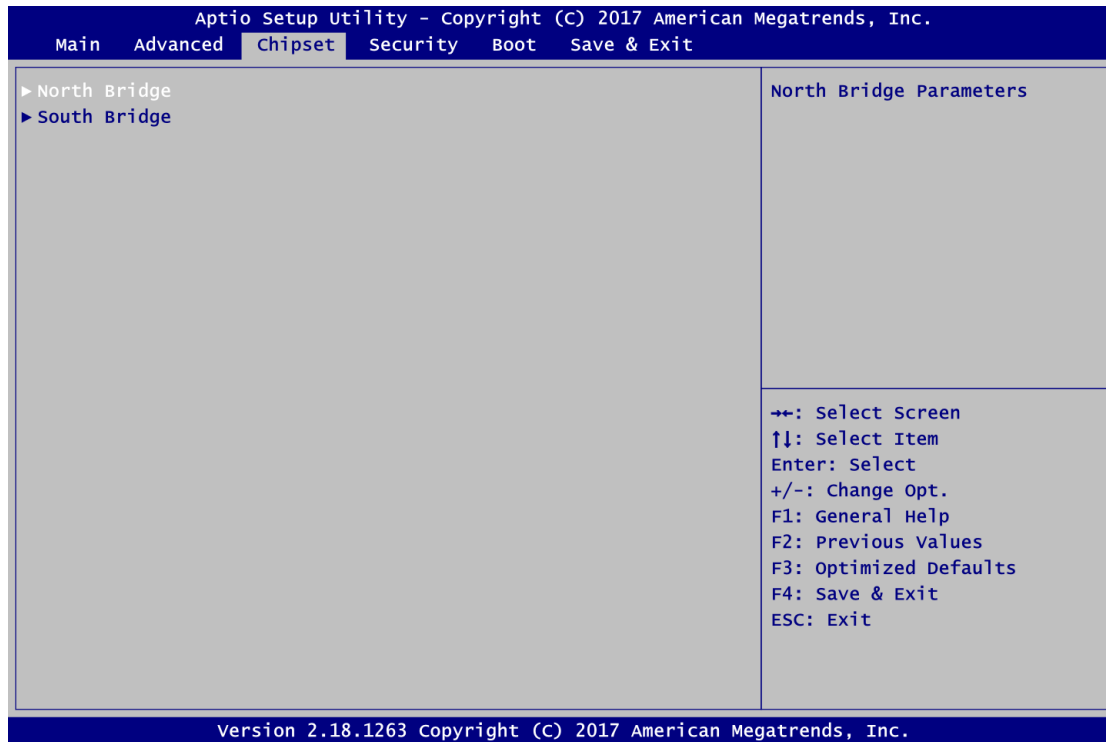 Aptio Setup Utility - Copyright (C) 2017 American Megatrends, Inc.
Main Advanced Chipset Security Boot Save & Exit
► North Bridge
► South Bridge
North Bridge Parameters
→←: Select Screen
↑↓: Select Item
Enter: Select
+/-: Change Opt.
F1: General Help
F2: Previous Values
F3: Optimized Defaults
F4: Save & Exit
ESC: Exit
Version 2.18.1263 Copyright (C) 2017 American Megatrends, Inc.